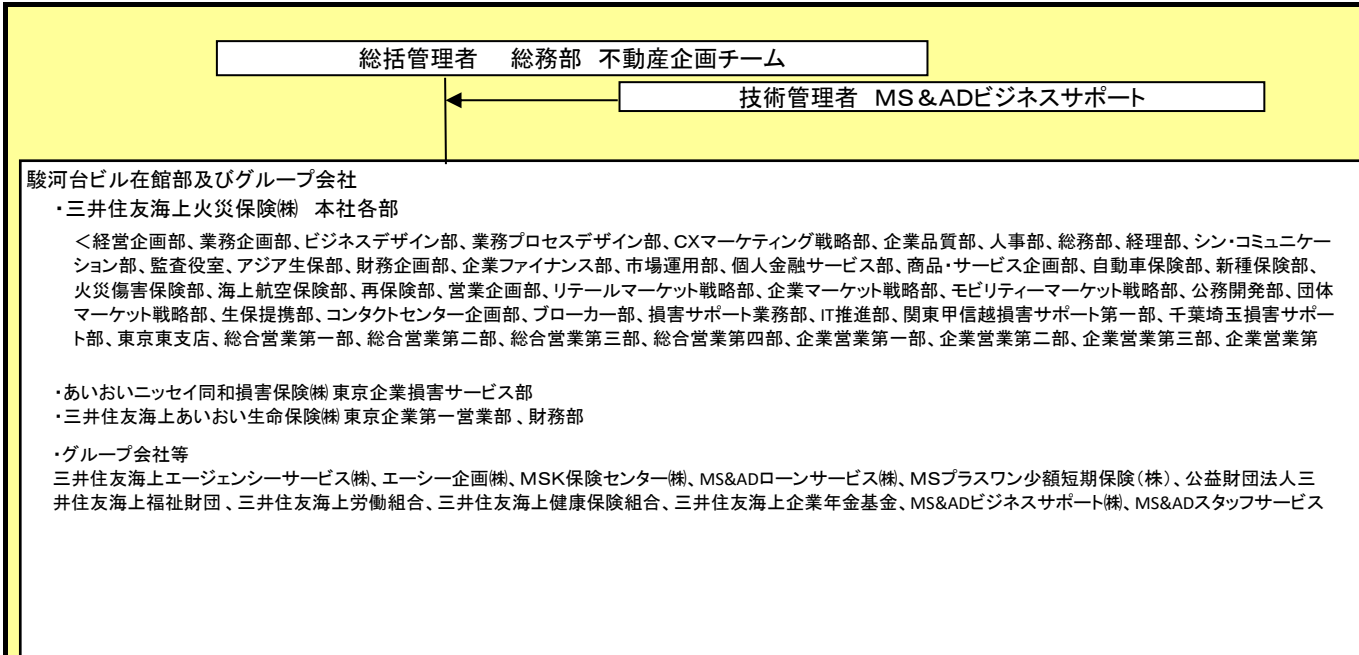 総括管理者 総務部 不動産企画チーム
技術管理者 MS&ADビジネスサポート
駿河台ビル在館部及びグループ会社
・三井住友海上火災保険㈱ 本社各部
＜経営企画部、業務企画部、ビジネスデザイン部、業務プロセスデザイン部、CXマーケティング戦略部、企業品質部、人事部、総務部、経理部、シン・コミュニケー
ション部、監査役室、アジア生保部、財務企画部、企業ファイナンス部、市場運用部、個人金融サービス部、商品・サービス企画部、自動車保険部、新種保険部、
火災傷害保険部、海上航空保険部、再保険部、営業企画部、リテールマーケット戦略部、企業マーケット戦略部、モビリティーマーケット戦略部、公務開発部、団体
マーケット戦略部、生保提携部、コンタクトセンター企画部、ブローカー部、損害サポート業務部、IT推進部、関東甲信越損害サポート第一部、千葉埼玉損害サポー
ト部、東京東支店、総合営業第一部、総合営業第二部、総合営業第三部、総合営業第四部、企業営業第一部、企業営業第二部、企業営業第三部、企業営業第
・あいおいニッセイ同和損害保険㈱ 東京企業損害サービス部
・三井住友海上あいおい生命保険㈱ 東京企業第一営業部 、財務部
・グループ会社等
三井住友海上エージェンシーサービス㈱、エーシー企画㈱、MSK保険センター㈱、MS&ADローンサービス㈱、MSプラスワン少額短期保険（株）、公益財団法人三
井住友海上福祉財団 、三井住友海上労働組合、三井住友海上健康保険組合、三井住友海上企業年金基金、MS&ADビジネスサポート㈱、MS&ADスタッフサービス